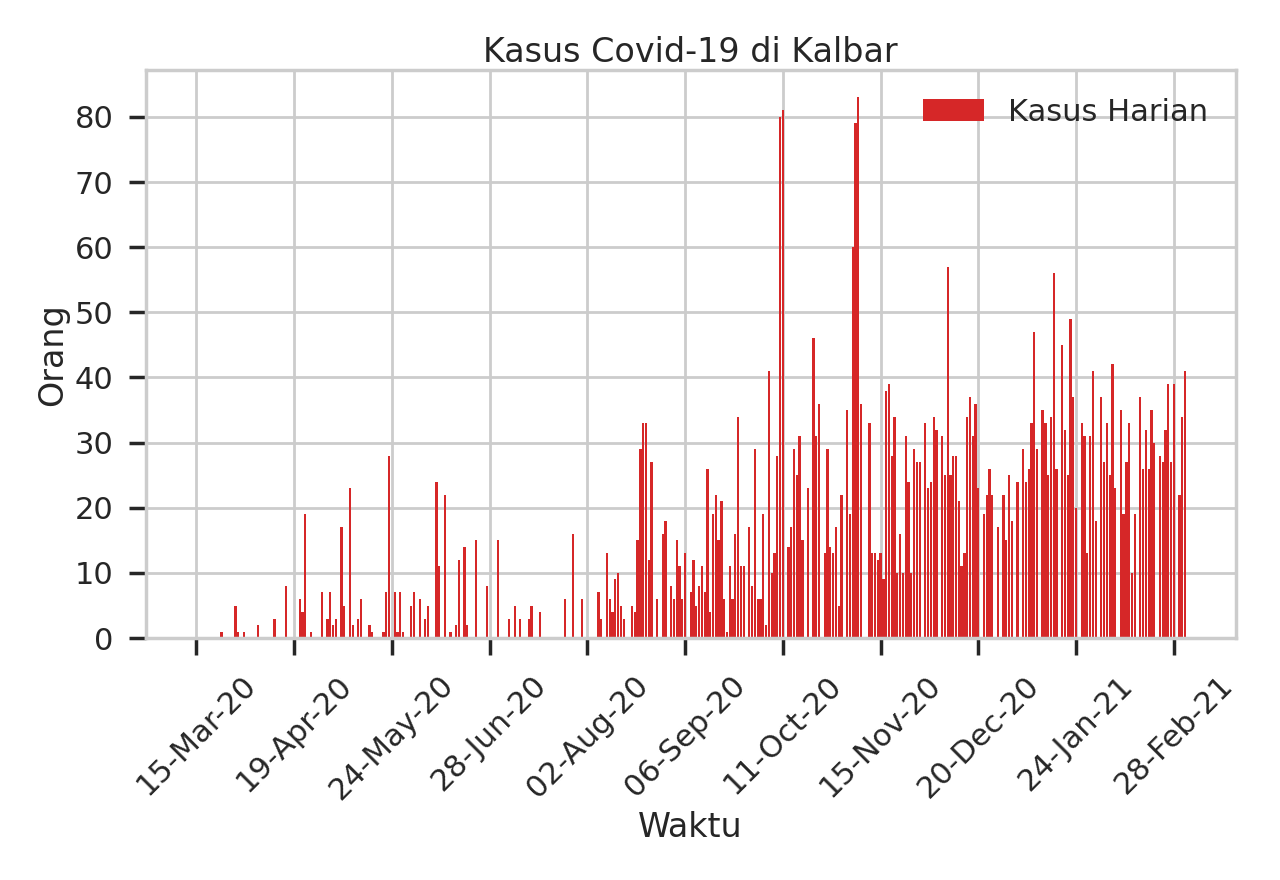 Kasus Covid-19 di Kalbar
Kasus Harian
80
70
60
50
40
30
20
10
0
Orang
15-Mar-20
19-Apr-20
24-May-20
28-Jun-20
02-Aug-20
06-Sep-20
11-Oct-20
15-Nov-20
20-Dec-20
24-Jan-21
28-Feb-21
Waktu